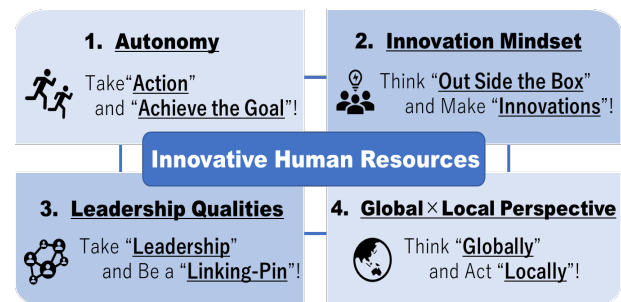 1. Autonomy
Take“Action”
and “Achieve the Goal”!
2. Innovation Mindset
Think “Out Side the Box”
and Make “Innovations”!
Innovative Human Resources
3. Leadership Qualities
Take “Leadership”
and Be a “Linking-Pin”!
4. Global×Local Perspective
Think “Globally”
and Act “Locally”!